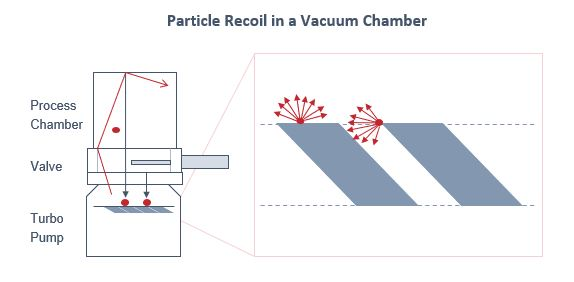 Particle Recoil in a Vacuum Chamber
Process
Chamber
Valve
Turbo
Pump